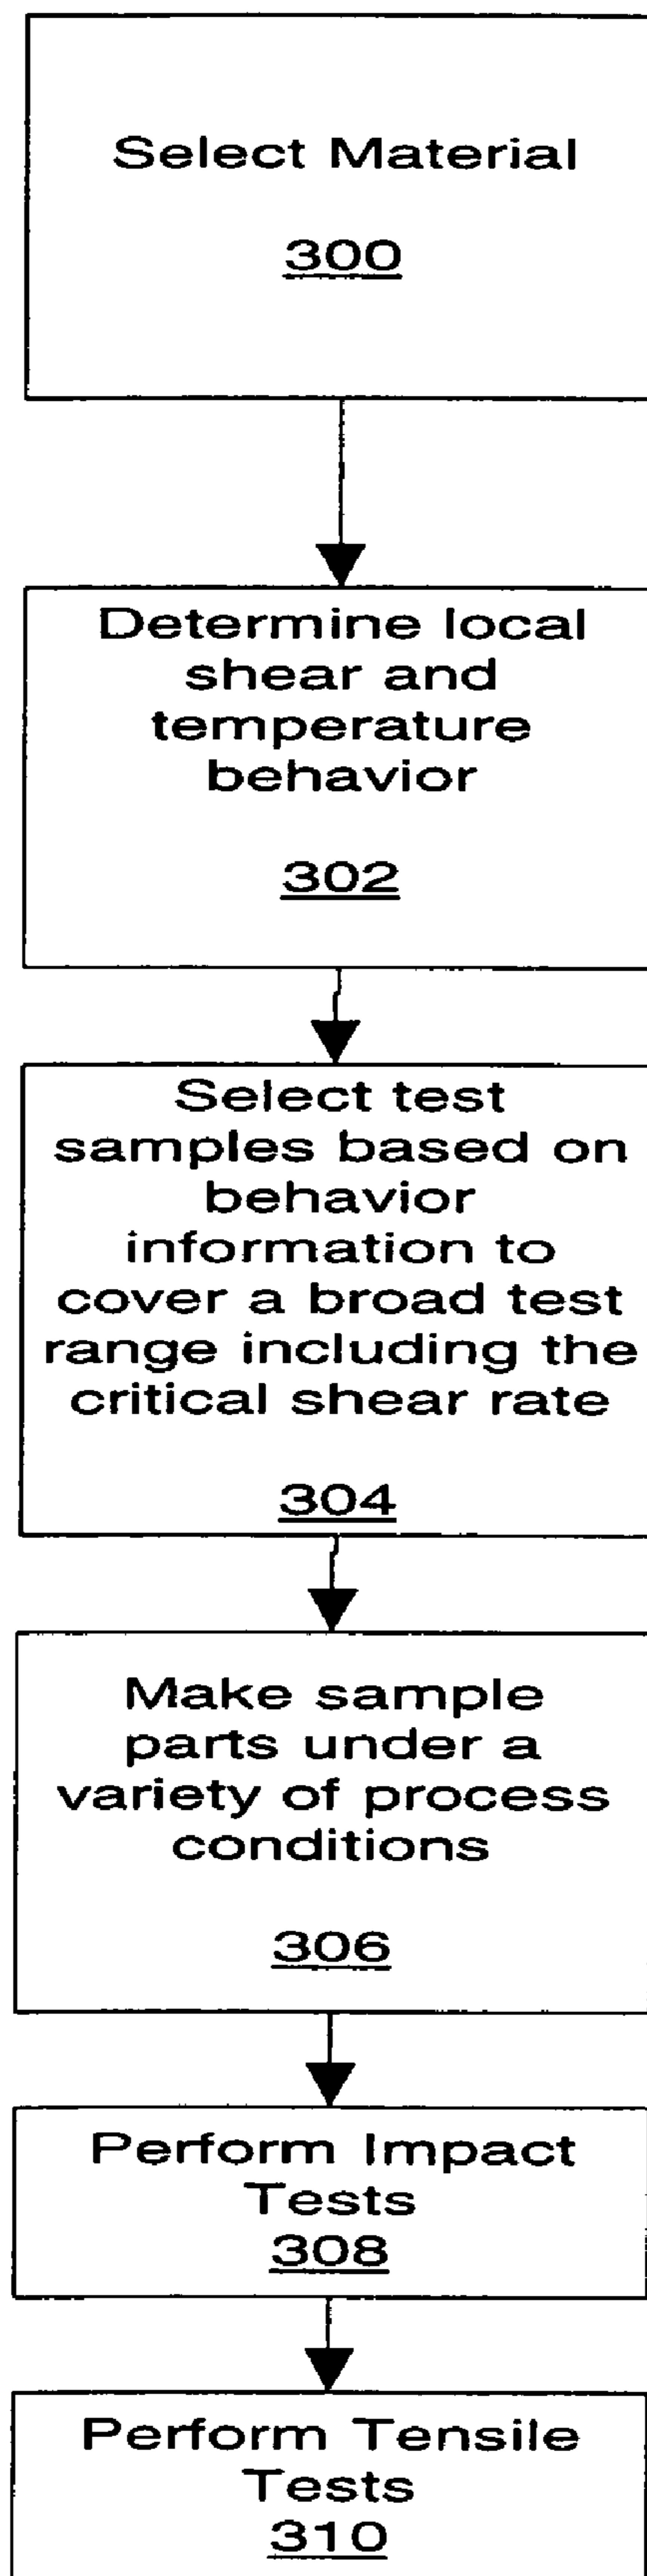 Select Material
300
Determine local
shear and
temperature
behavior
302
Select test
samples based on
behavior
information to
cover a broad test
range including the
critical shear rate
304
Make sample
parts under a
variety of process
conditions
306
Perform Impact
Tests
308
Perform Tensile
Tests
310